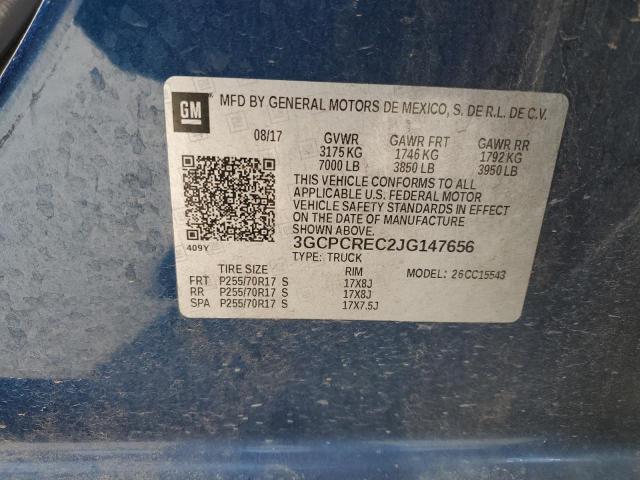 GM MFD BY GENERAL MOTORS DE MEXICO, S. DE R.L. DE C.V.
08/17 GVWR GAWR FRT GAWR RR
3175 KG 1746 KG 1792 KG
7000 LB 3850 LB 3950 LB
THIS VEHICLE CONFORMS TO ALL
APPLICABLE U.S. FEDERAL MOTOR
VEHICLE SAFETY STANDARDS IN EFFECT
ON THE DATE OF MANUFACTURE
SHOWN ABOVE.
409Y 3GCPCREC2JG147656
TYPE: TRUCK
TIRE SIZE RIM MODEL: 26CC15543
FRT P255/70R17 S 17X8J
RR P255/70R17 S 17X8J
SPA P255/70R17 S 17X7.5J